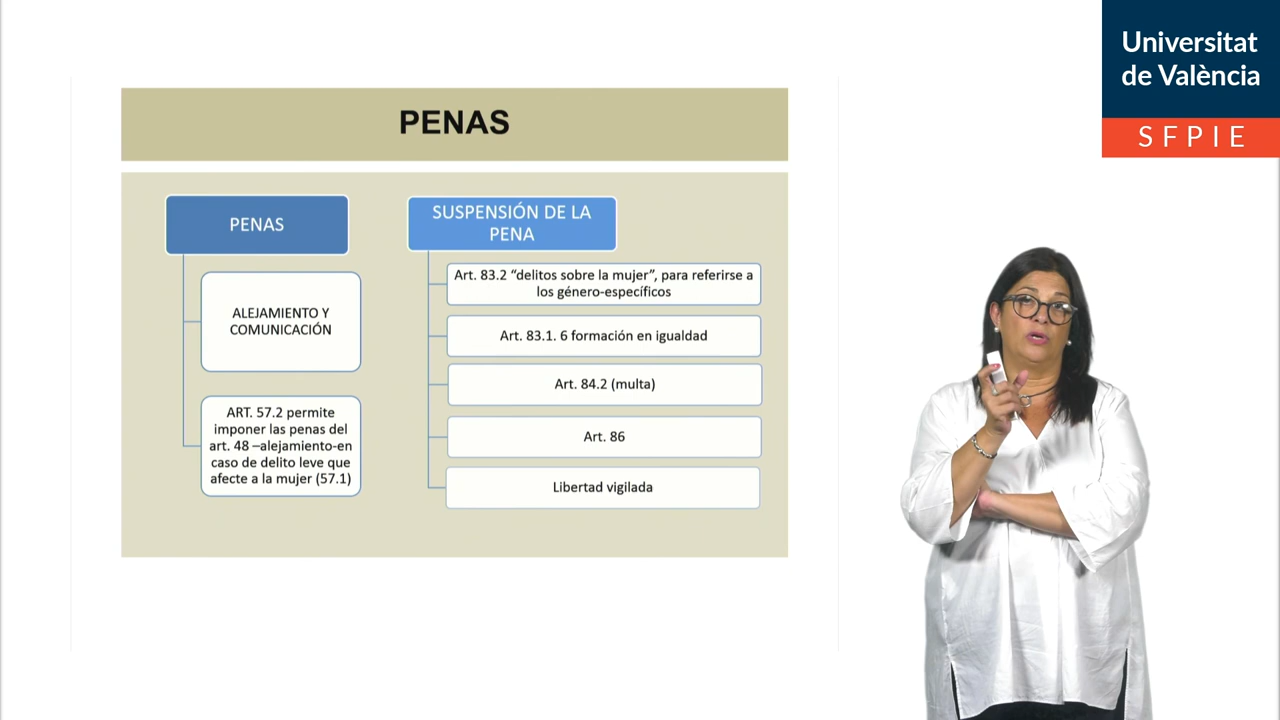 Universitat
de València
SFPIE
PENAS
PENAS
ALEJAMIENTO Y
COMUNICACIÓN
ART. 57.2 permite
imponer las penas del
art. 48 –alejamiento-en
caso de delito leve que
afecte a la mujer (57.1)
SUSPENSIÓN DE LA
PENA
Art. 83.2 “delitos sobre la mujer”, para referirse a
los género-específicos
Art. 83.1. 6 formación en igualdad
Art. 84.2 (multa)
Art. 86
Libertad vigilada